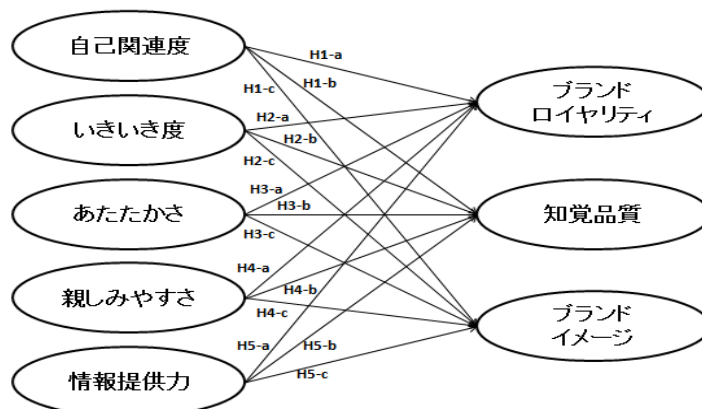 自己関連度
いきいき度
あたたかさ
親しみやすさ
情報提供力
H1-a
H1-b
H1-c
H2-a
H2-b
H2-c
H3-a
H3-b
H3-c
H4-a
H4-b
H4-c
H5-a
H5-b
H5-c
ブランド
ロイヤリティ
知覚品質
ブランド
イメージ